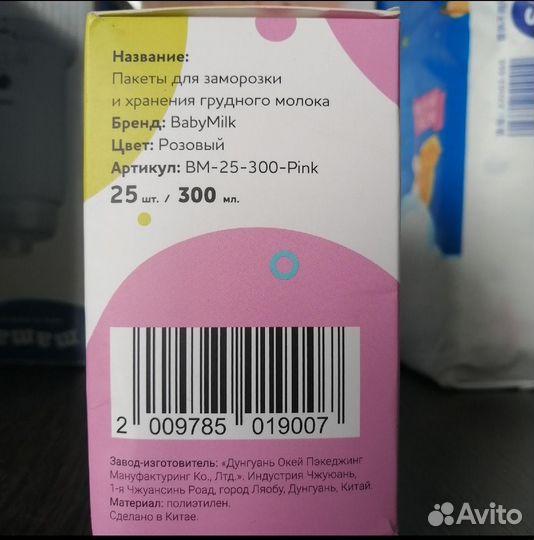 Название:
Пакеты для заморозки
и хранения грудного молока
Бренд: BabyMilk
Цвет: Розовый
Артикул: BM-25-300-Pink
25 шт. / 300 мл.
2 009785 019007
Завод-изготовитель: «Дунгуань Окей Пэкеджинг
Мануфактуринг Ко., Лтд.». Индустрия Чжуюань,
1-я Чжуансинь Роад, город Ляобу, Дунгуань, Китай.
Материал: полиэтилен.
Сделано в Китае.
Avito